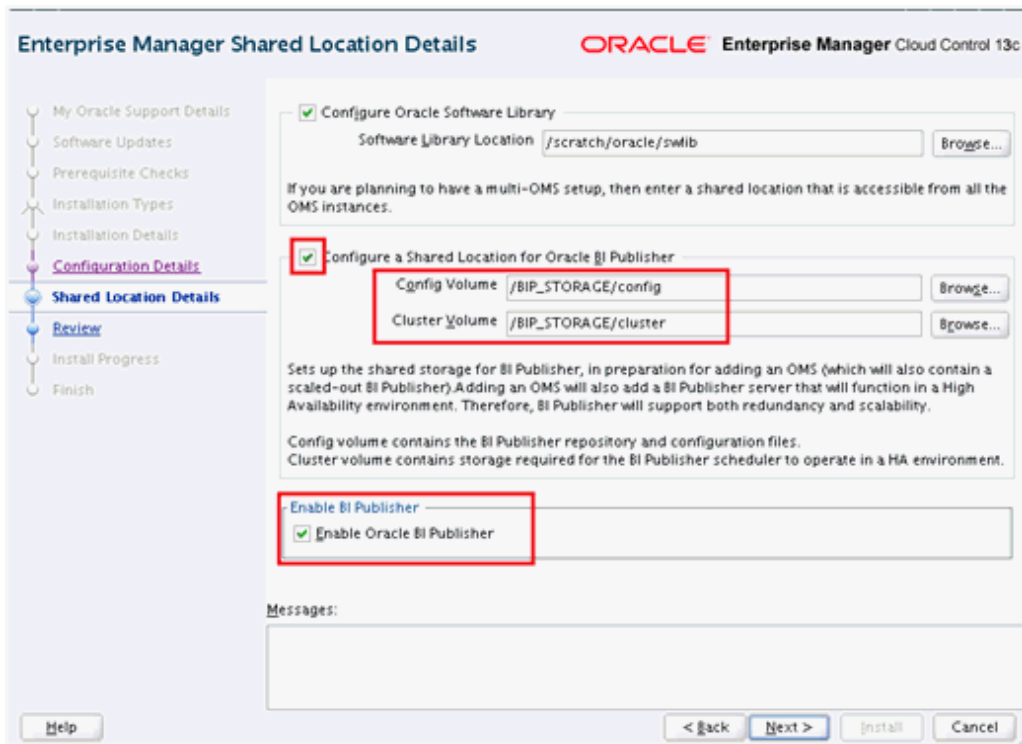 Enterprise Manager Shared Location Details
ORACLE Enterprise Manager Cloud Control 13c
My Oracle Support Details
Software Updates
Prerequisite Checks
Installation Types
Installation Details
Configuration Details
Shared Location Details
Review
Install Progress
Finish
Configure Oracle Software Library
Software Library Location /scratch/oracle/swlib Browse...
If you are planning to have a multi-OMS setup, then enter a shared location that is accessible from all the
OMS instances.
Configure a Shared Location for Oracle BI Publisher
Config Volume /BIP_STORAGE/config Browse...
Cluster Volume /BIP_STORAGE/cluster Browse...
Sets up the shared storage for BI Publisher, in preparation for adding an OMS (which will also contain a
scaled-out BI Publisher).Adding an OMS will also add a BI Publisher server that will function in a High
Availability environment. Therefore, BI Publisher will support both redundancy and scalability.
Config volume contains the BI Publisher repository and configuration files.
Cluster volume contains storage required for the BI Publisher scheduler to operate in a HA environment.
Enable BI Publisher
Enable Oracle BI Publisher
Messages:
Help < Back Next > Install Cancel